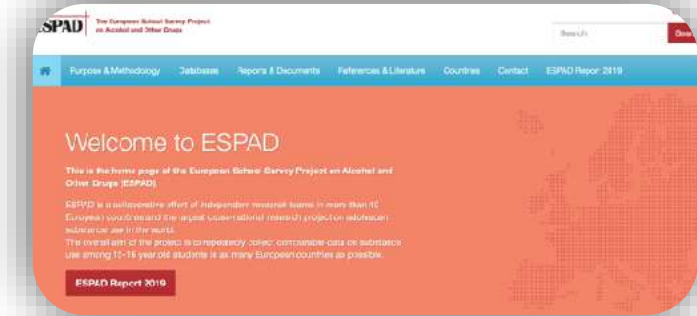 ESPAD
The European School Survey Project
on Alcohol and Other Drugs
Search
Purpose & Methodology Databases Reports & Documents References & Literature Countries Contact ESPAD Report 2019
Welcome to ESPAD
This is the home page of the European School Survey Project on Alcohol and
Other Drugs (ESPAD).
ESPAD is a collaborative effort of independent research teams in more than 40
European countries and the largest cross-national research project on adolescent
substance use in the world.
The overall aim of the project is to repeatedly collect comparable data on substance
use among 15-16 year old students in as many European countries as possible.
ESPAD Report 2019